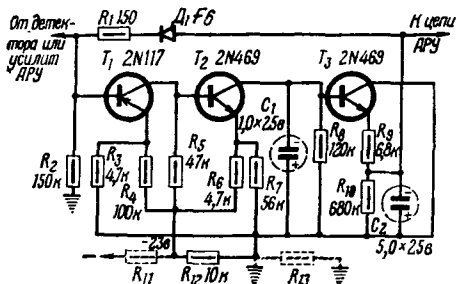 От детек-
тора или
усилит
АРУ
R₁ 150
Д₁ F6
К цепи
АРУ
T₁ 2N117
T₂ 2N469
T₃ 2N469
C₁
1,0×25в
R₂
150к
R₃
4,7к
R₄
100к
R₅
47к
R₆
4,7к
R₇
56к
R₈
120к
R₉
6,8к
R₁₀
680к
C₂
5,0×25в
-23в
R₁₁
R₁₂ 10к
R₁₃